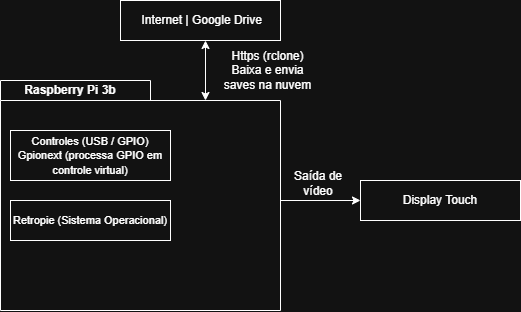 Internet | Google Drive
Https (rclone)
Baixa e envia
saves na nuvem
Raspberry Pi 3b
Controles (USB / GPIO)
Gpionext (processa GPIO em
controle virtual)
Saída de
vídeo
Display Touch
Retropie (Sistema Operacional)